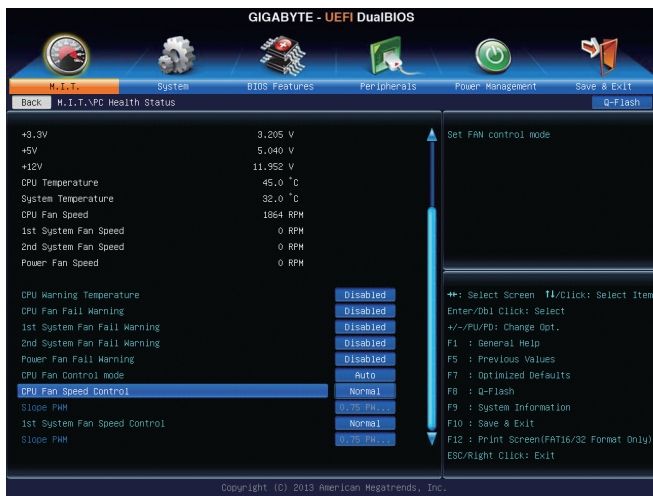 GIGABYTE - UEFI DualBIOS
M.I.T. System BIOS Features Peripherals Power Management Save & Exit
Back M.I.T.\PC Health Status Q-Flash
+3.3V 3.205 V
+5V 5.040 V
+12V 11.952 V
CPU Temperature 45.0 °C
System Temperature 32.0 °C
CPU Fan Speed 1864 RPM
1st System Fan Speed 0 RPM
2nd System Fan Speed 0 RPM
Power Fan Speed 0 RPM
CPU Warning Temperature Disabled
CPU Fan Fail Warning Disabled
1st System Fan Fail Warning Disabled
2nd System Fan Fail Warning Disabled
Power Fan Fail Warning Disabled
CPU Fan Control mode Auto
CPU Fan Speed Control Normal
Slope PWM 0.75 PW...
1st System Fan Speed Control Normal
Slope PWM 0.75 PW...
Set FAN control mode
→←: Select Screen ↑↓/Click: Select Item
Enter/Dbl Click: Select
+/-/PU/PD: Change Opt.
F1 : General Help
F5 : Previous Values
F7 : Optimized Defaults
F8 : Q-Flash
F9 : System Information
F10 : Save & Exit
F12 : Print Screen(FAT16/32 Format Only)
ESC/Right Click: Exit
Copyright (C) 2013 American Megatrends, Inc.